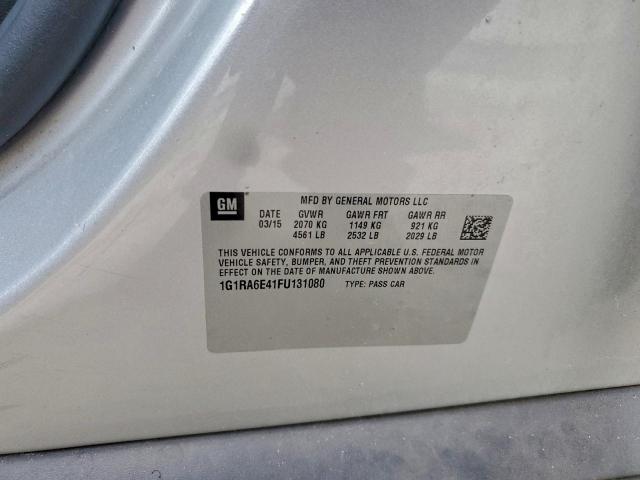 GM
MFD BY GENERAL MOTORS LLC
DATE GVWR GAWR FRT GAWR RR
03/15 2070 KG 1149 KG 921 KG
4561 LB 2532 LB 2029 LB
THIS VEHICLE CONFORMS TO ALL APPLICABLE U.S. FEDERAL MOTOR
VEHICLE SAFETY, BUMPER, AND THEFT PREVENTION STANDARDS IN
EFFECT ON THE DATE OF MANUFACTURE SHOWN ABOVE.
1G1RA6E41FU131080 TYPE: PASS CAR